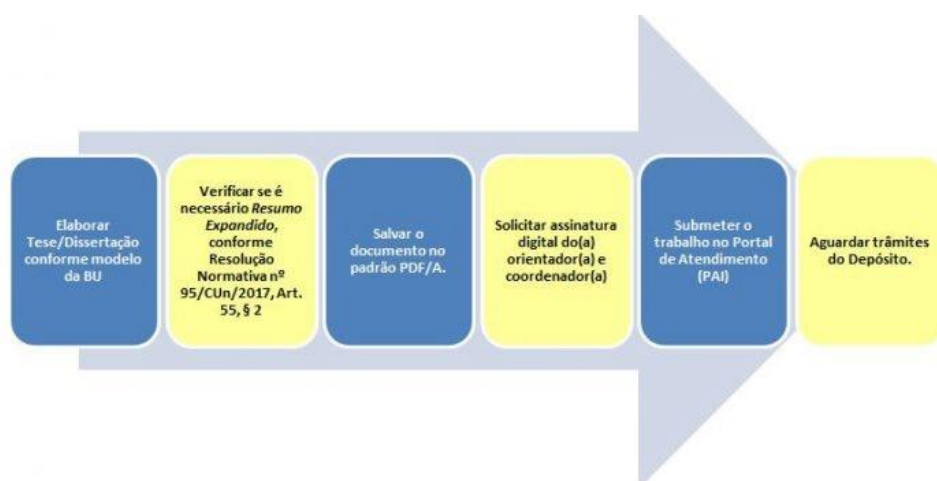 Elaborar
Tese/Dissertação
conforme modelo
da BU
Verificar se é
necessário Resumo
Expandido,
conforme
Resolução
Normativa nº
95/CUn/2017, Art.
55, § 2
Salvar o
documento no
padrão PDF/A.
Solicitar assinatura
digital do(a)
orientador(a) e
coordenador(a)
Submeter o
trabalho no Portal
de Atendimento
(PAI)
Aguardar trâmites
do Depósito.